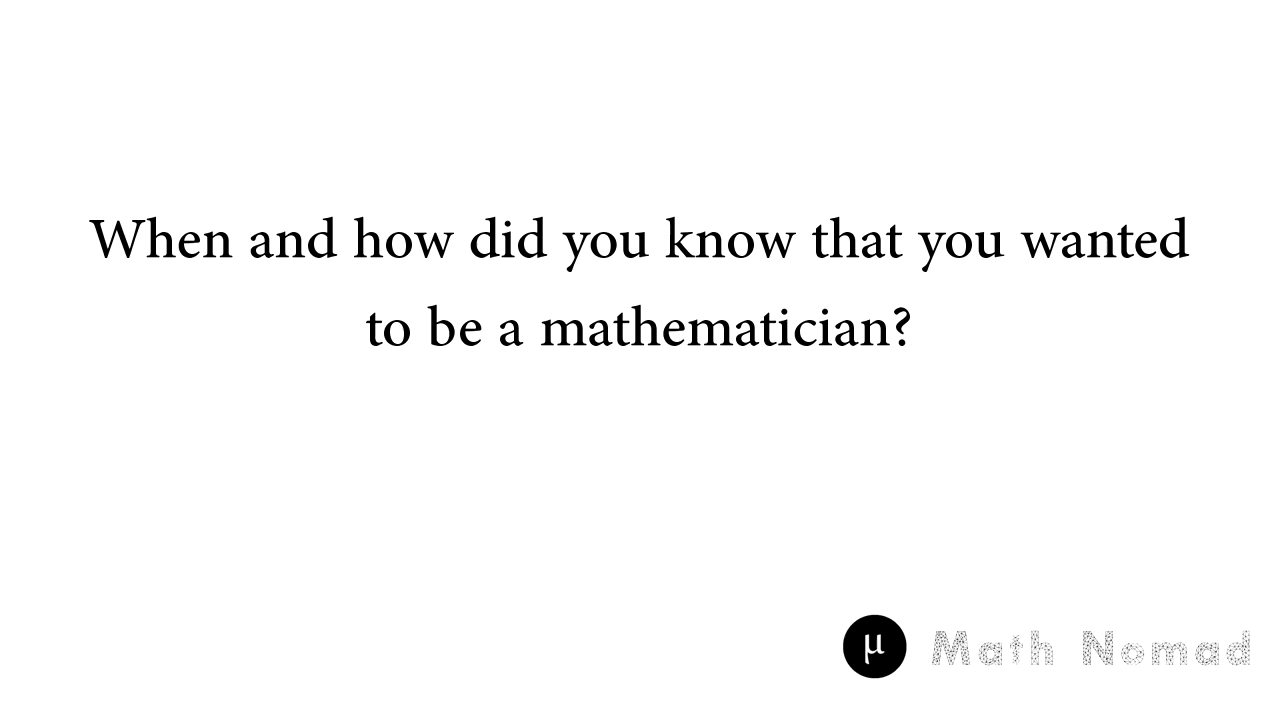 When and how did you know that you wanted
to be a mathematician?
μ Math Nomad